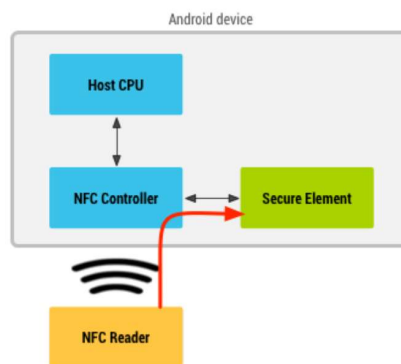 Android device
Host CPU
NFC Controller
Secure Element
NFC Reader